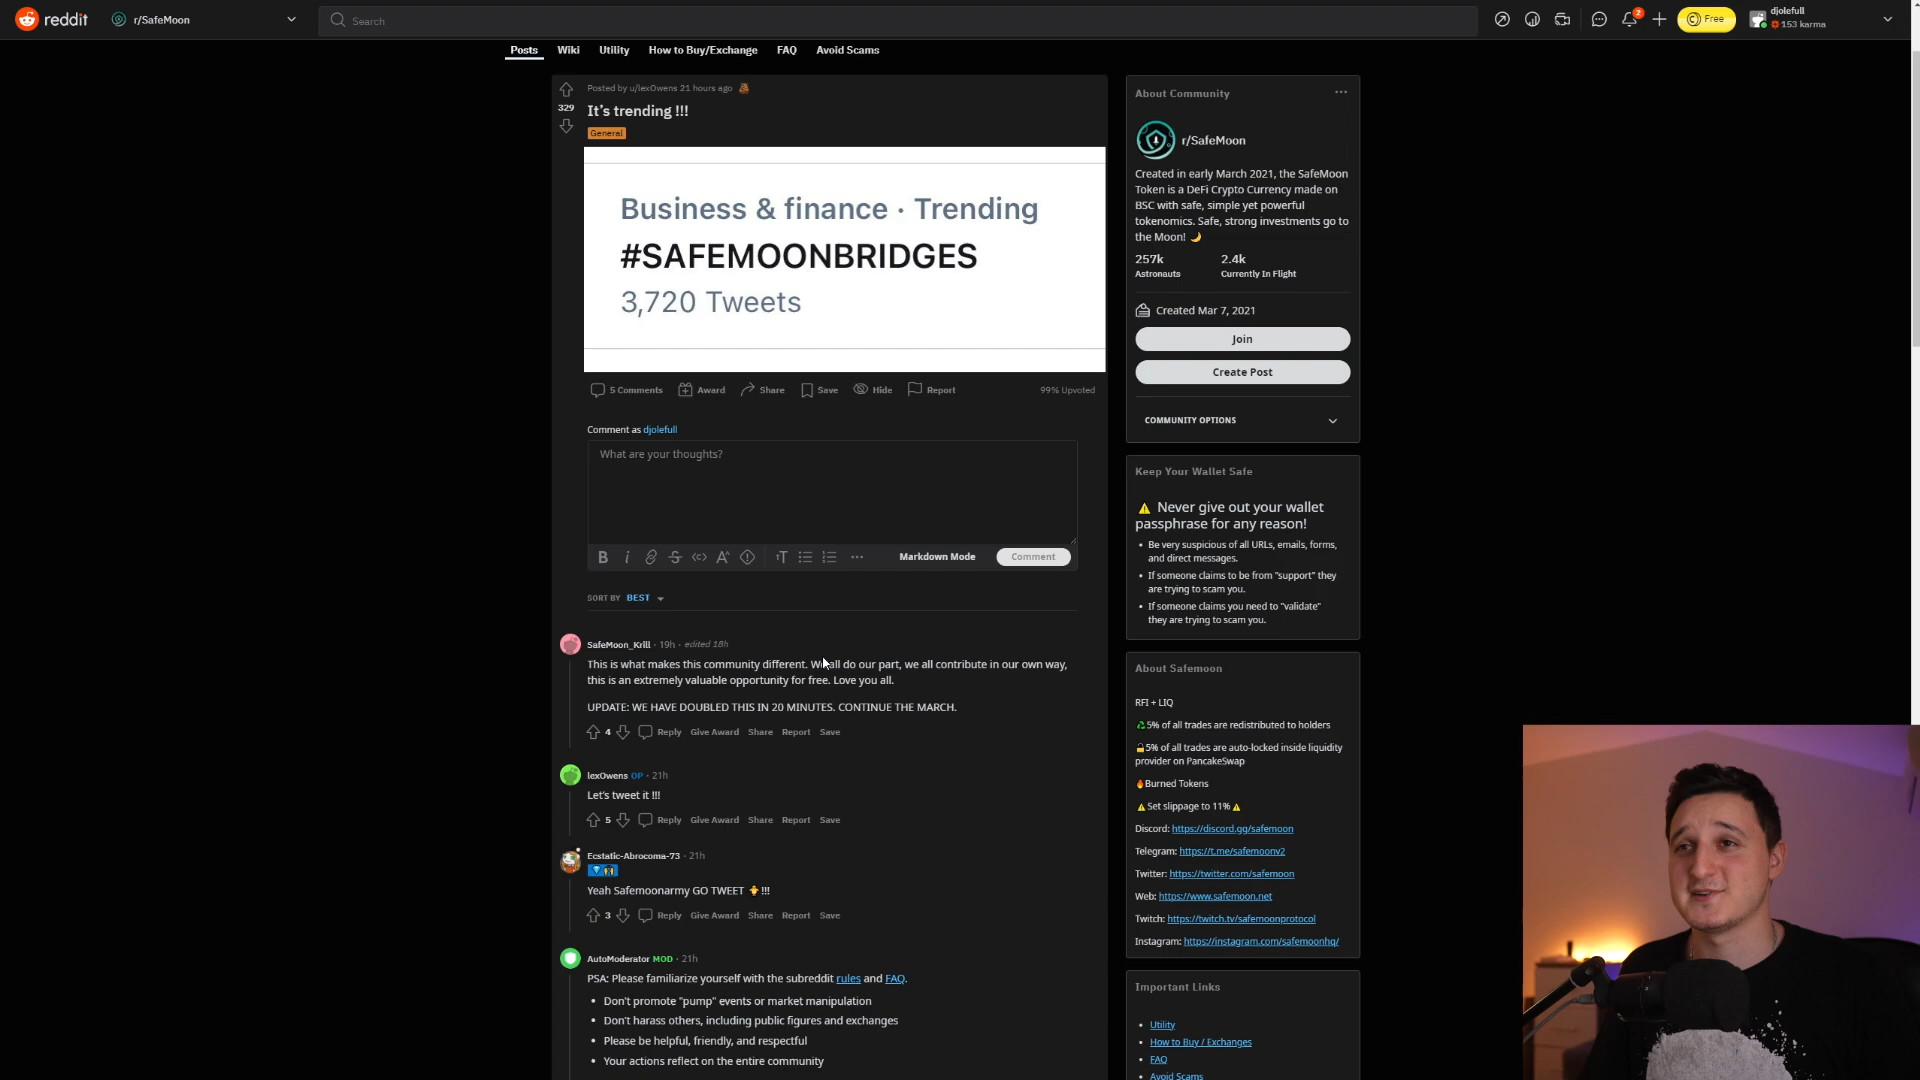 reddit
r/SafeMoon
Search
2
Free
djolefull
153 karma
Posts
Wiki
Utility
How to Buy/Exchange
FAQ
Avoid Scams
329
Posted by u/lexOwens 21 hours ago
It's trending !!!
General
Business & finance · Trending
#SAFEMOONBRIDGES
3,720 Tweets
5 Comments
Award
Share
Save
Hide
Report
99% Upvoted
Comment as djolefull
What are your thoughts?
Markdown Mode
Comment
SORT BY BEST
SafeMoon_Krill · 19h · edited 18h
This is what makes this community different. We all do our part, we all contribute in our own way,
this is an extremely valuable opportunity for free. Love you all.
UPDATE: WE HAVE DOUBLED THIS IN 20 MINUTES. CONTINUE THE MARCH.
4 Reply Give Award Share Report Save
lexOwens OP · 21h
Let's tweet it !!!
5 Reply Give Award Share Report Save
Ecstatic-Abrocoma-73 · 21h
Yeah Safemoonarmy GO TWEET 🐥 !!!
3 Reply Give Award Share Report Save
AutoModerator MOD · 21h
PSA: Please familiarize yourself with the subreddit rules and FAQ.
• Don't promote "pump" events or market manipulation
• Don't harass others, including public figures and exchanges
• Please be helpful, friendly, and respectful
• Your actions reflect on the entire community
About Community
r/SafeMoon
Created in early March 2021, the SafeMoon
Token is a DeFi Crypto Currency made on
BSC with safe, simple yet powerful
tokenomics. Safe, strong investments go to
the Moon! 🌙
257k
Astronauts
2.4k
Currently In Flight
Created Mar 7, 2021
Join
Create Post
COMMUNITY OPTIONS
Keep Your Wallet Safe
⚠ Never give out your wallet
passphrase for any reason!
• Be very suspicious of all URLs, emails, forms,
and direct messages.
• If someone claims to be from "support" they
are trying to scam you.
• If someone claims you need to "validate"
they are trying to scam you.
About Safemoon
RFI + LIQ
♻5% of all trades are redistributed to holders
🔒5% of all trades are auto-locked inside liquidity
provider on PancakeSwap
🔥Burned Tokens
⚠Set slippage to 11%⚠
Discord: https://discord.gg/safemoon
Telegram: https://t.me/safemoonv2
Twitter: https://twitter.com/safemoon
Web: https://www.safemoon.net
Twitch: https://twitch.tv/safemoonprotocol
Instagram: https://instagram.com/safemoonhq/
Important Links
• Utility
• How to Buy / Exchanges
• FAQ
• Avoid Scams